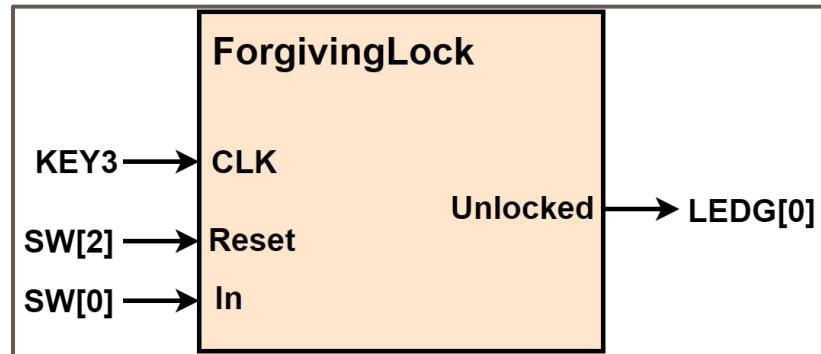 ForgivingLock
KEY3 CLK
Unlocked LEDG[0]
SW[2] Reset
SW[0] In